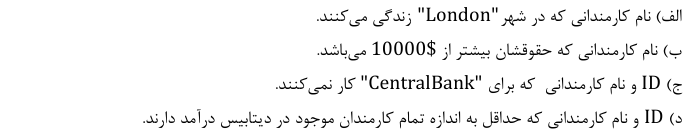 الف) نام کارمندانی که در شهر "London" زندگی می‌کنند.
ب) نام کارمندانی که حقوقشان بیشتر از $10000 می‌باشد.
ج) ID و نام کارمندانی که برای "CentralBank" کار نمی‌کنند.
د) ID و نام کارمندانی که حداقل به اندازه تمام کارمندان موجود در دیتابیس درآمد دارند.